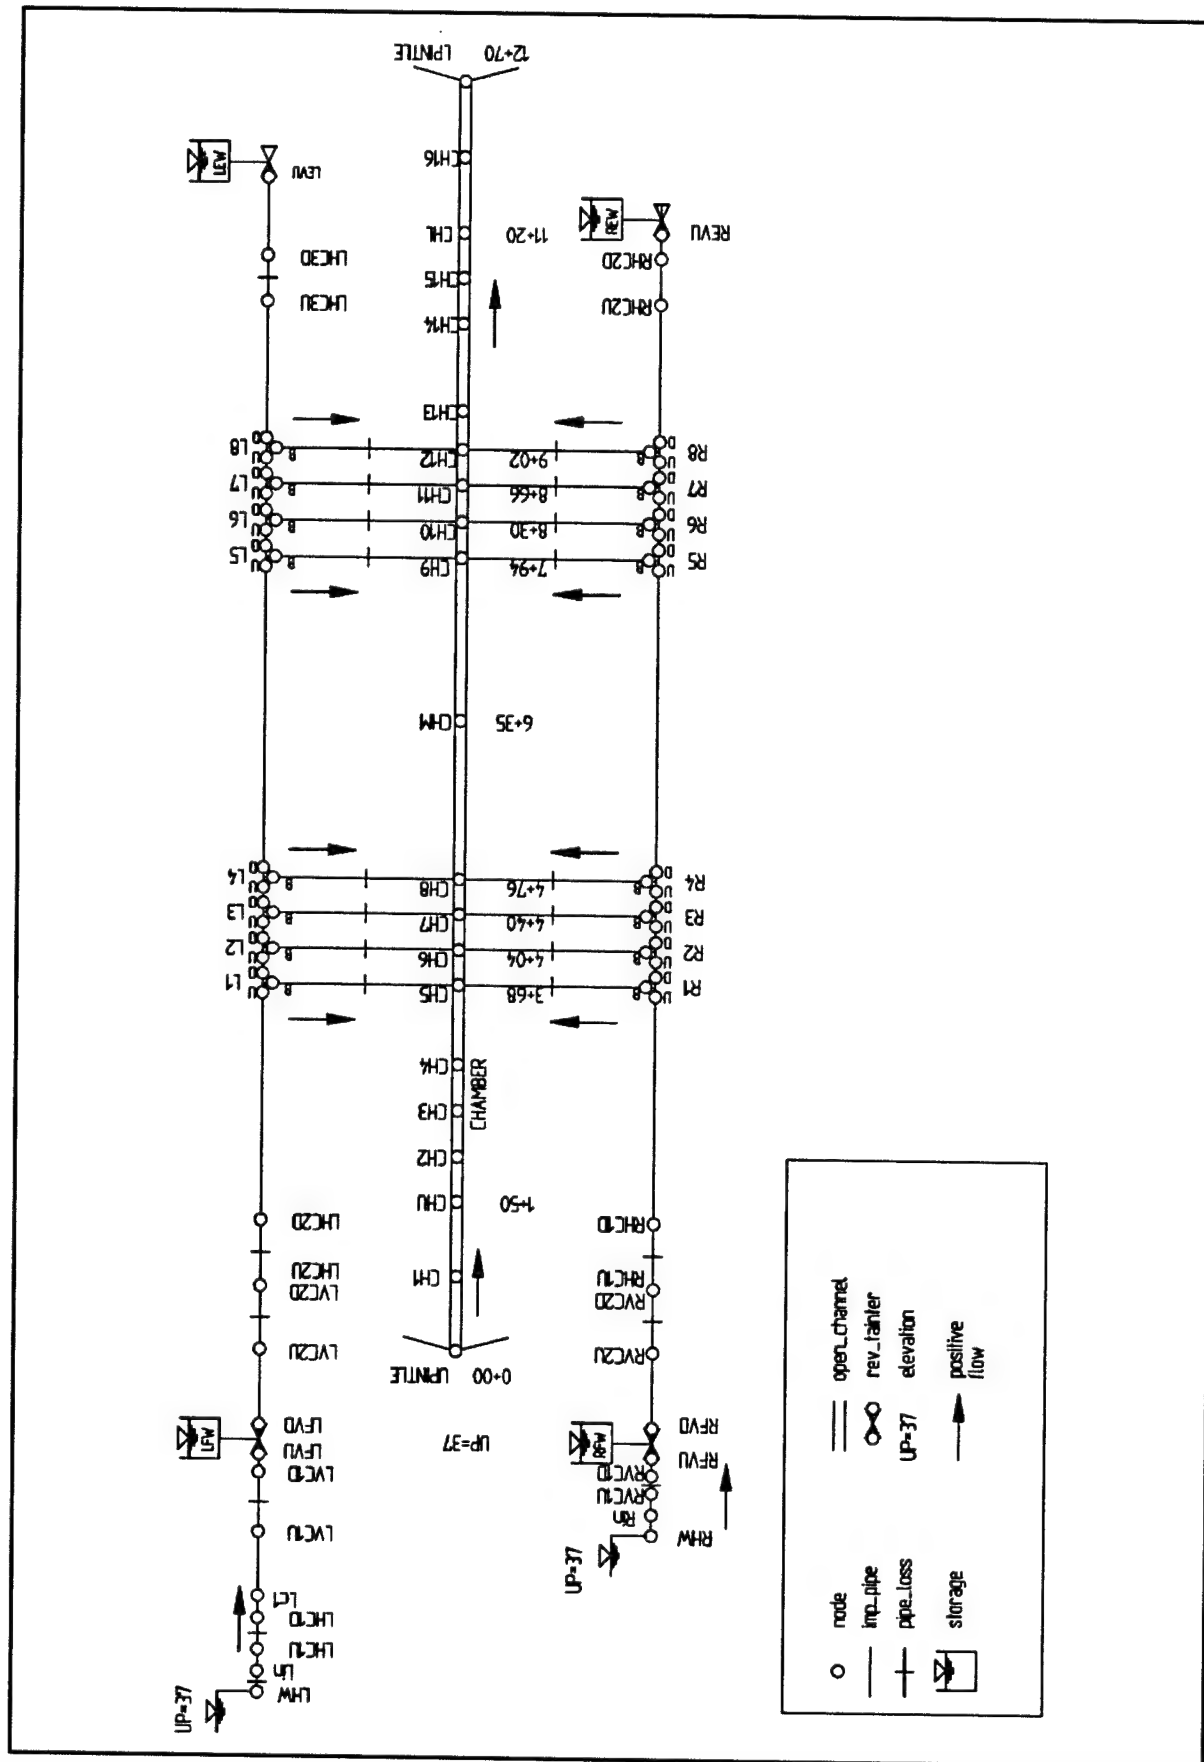 12+70
UPINTLE
LPINTLE
LEW
LEVU
CH16
LHC3D
CHL
11+20
REW
REVU
RHC2D
CH15
LHC3U
RHC2U
CH14
CH13
L8
U
D
B
CH12
9+02
B
U
D
R8
L7
U
D
B
CH11
8+66
B
U
D
R7
L6
U
D
B
CH10
8+30
B
U
D
R6
L5
U
D
B
CH9
7+94
B
U
D
R5
CHM
6+35
L4
U
D
B
CH8
4+76
B
U
D
R4
L3
U
D
B
CH7
4+40
B
U
D
R3
L2
U
D
B
CH6
4+04
B
U
D
R2
L1
U
D
B
CH5
3+68
B
U
D
R1
CH4
CHAMBER
CH3
CH2
CHU
1+50
LHC2D
RHC1D
LHC2U
LVC2D
CH1
RHC1U
RVC2D
LVC2U
RVC2U
UPINTLE
0+00
LFW
LFVD
LFVU
LVC1D
UP=37
RFW
RFVD
RFVU
RVC1D
RVC1U
Rin
RHW
UP=37
LVC1U
Lc1
LHC1D
LHC1U
Lin
LHW
UP=37
node
imp_pipe
pipe_loss
storage
open_channel
rev_tainter
UP=37
elevation
positive
flow